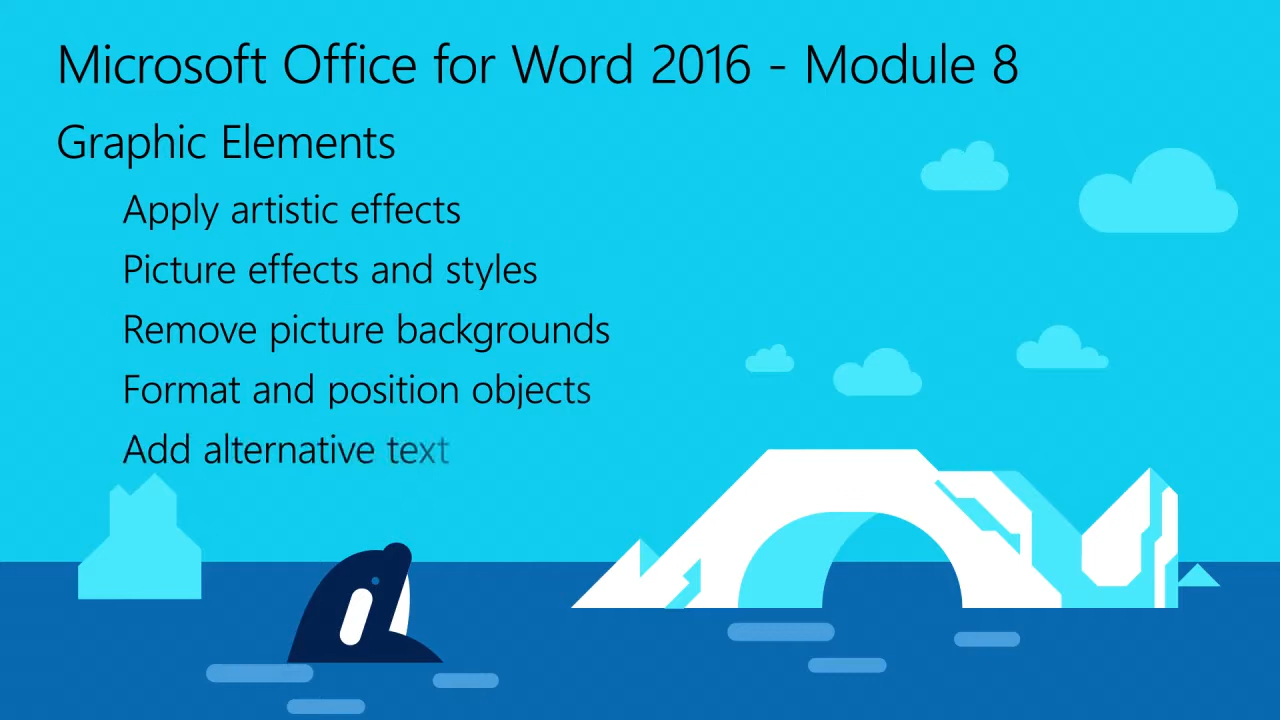 Microsoft Office for Word 2016 - Module 8
Graphic Elements
Apply artistic effects
Picture effects and styles
Remove picture backgrounds
Format and position objects
Add alternative text